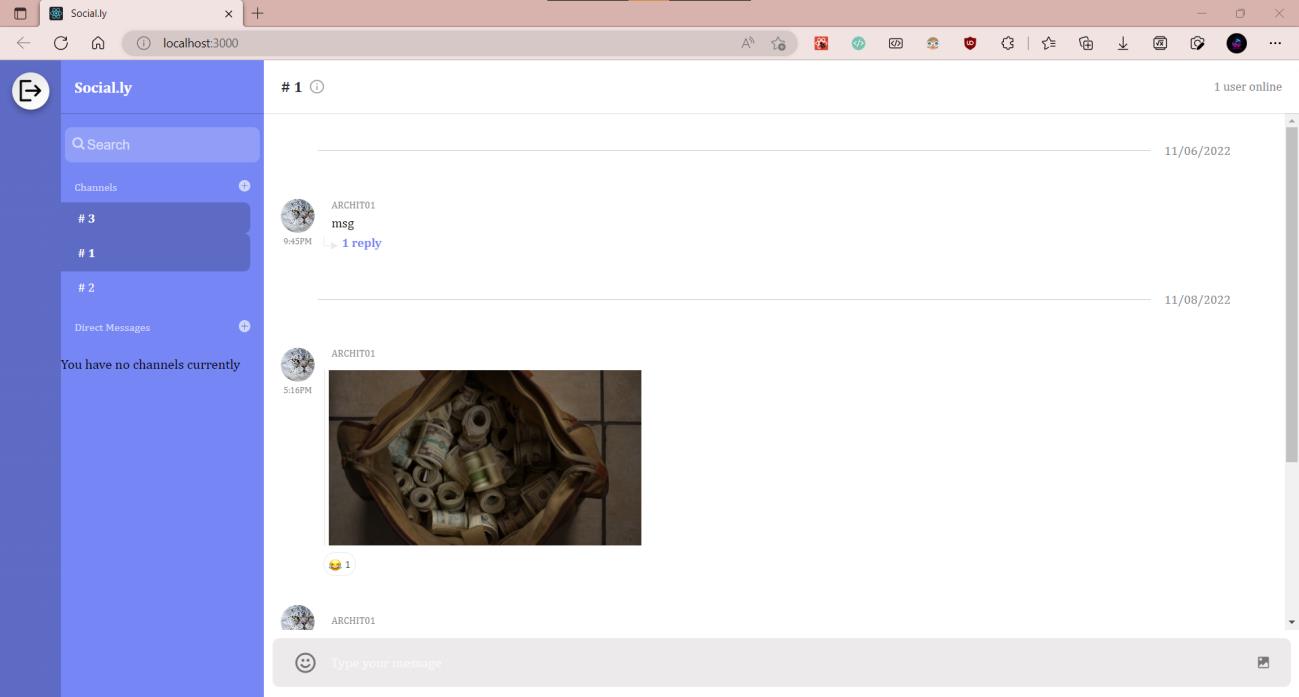 Social.ly
localhost:3000
Social.ly
# 1
1 user online
Search
Channels
# 3
# 1
# 2
Direct Messages
You have no channels currently
11/06/2022
ARCHIT01
msg
9:45PM
1 reply
11/08/2022
ARCHIT01
5:16PM
😂 1
ARCHIT01
Type your message